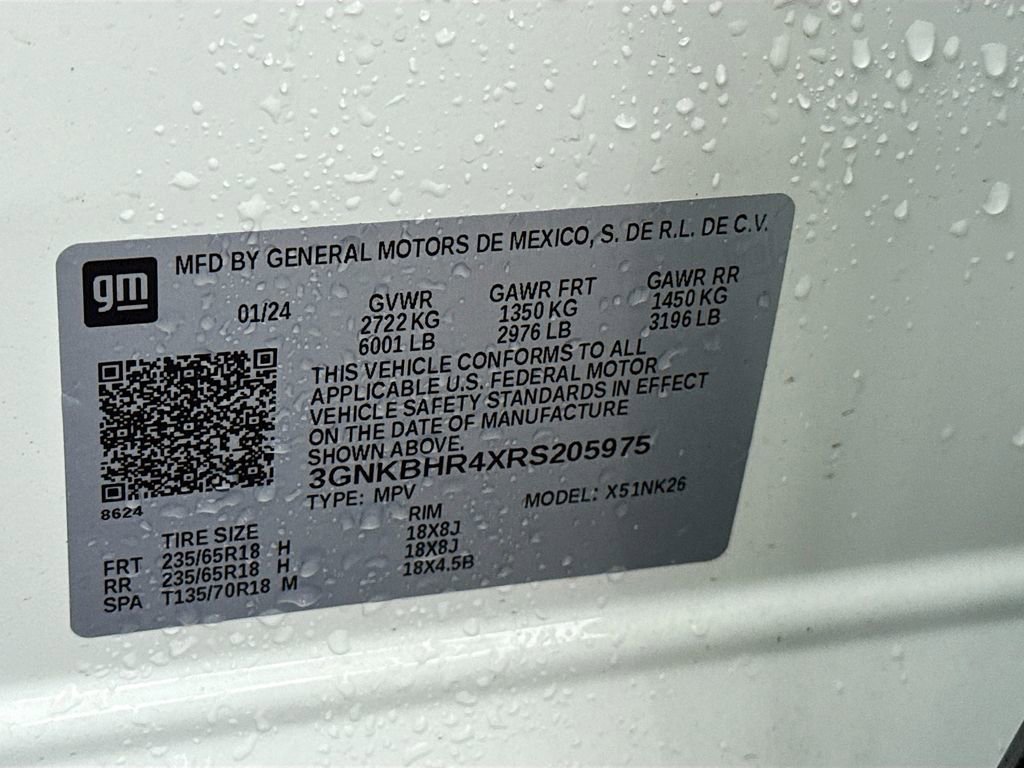 gm
MFD BY GENERAL MOTORS DE MEXICO, S. DE R.L. DE C.V.
01/24 GVWR GAWR FRT GAWR RR
2722 KG 1350 KG 1450 KG
6001 LB 2976 LB 3196 LB
THIS VEHICLE CONFORMS TO ALL
APPLICABLE U.S. FEDERAL MOTOR
VEHICLE SAFETY STANDARDS IN EFFECT
ON THE DATE OF MANUFACTURE
SHOWN ABOVE.
3GNKBHR4XRS205975
TYPE: MPV MODEL: X51NK26
8624
TIRE SIZE RIM
FRT 235/65R18 H 18X8J
RR 235/65R18 H 18X8J
SPA T135/70R18 M 18X4.5B